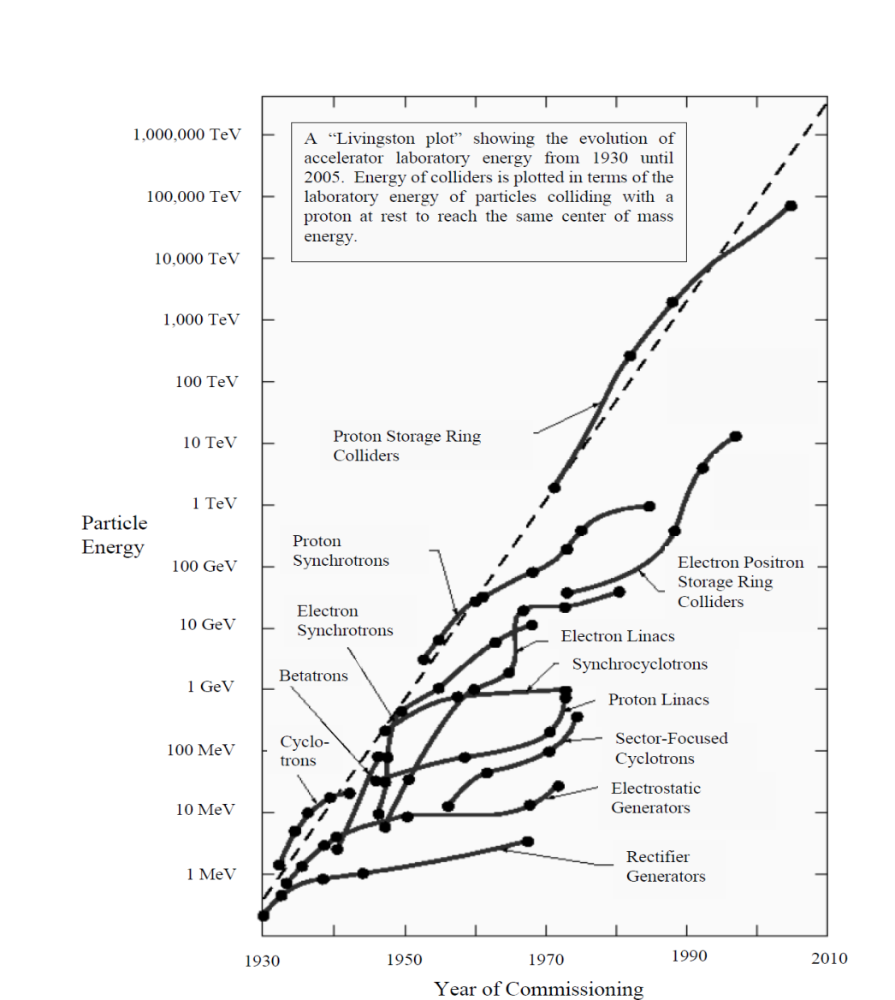 1,000,000 TeV
A “Livingston plot” showing the evolution of
accelerator laboratory energy from 1930 until
2005. Energy of colliders is plotted in terms of the
laboratory energy of particles colliding with a
proton at rest to reach the same center of mass
energy.
100,000 TeV
10,000 TeV
1,000 TeV
100 TeV
Proton Storage Ring
Colliders
10 TeV
1 TeV
Particle
Energy
Proton
Synchrotrons
100 GeV
Electron Positron
Storage Ring
Colliders
Electron
Synchrotrons
10 GeV
Electron Linacs
Synchrocyclotrons
Betatrons
1 GeV
Proton Linacs
Cyclo-
trons
Sector-Focused
Cyclotrons
100 MeV
Electrostatic
Generators
10 MeV
Rectifier
Generators
1 MeV
1930
1950
1970
1990
2010
Year of Commissioning